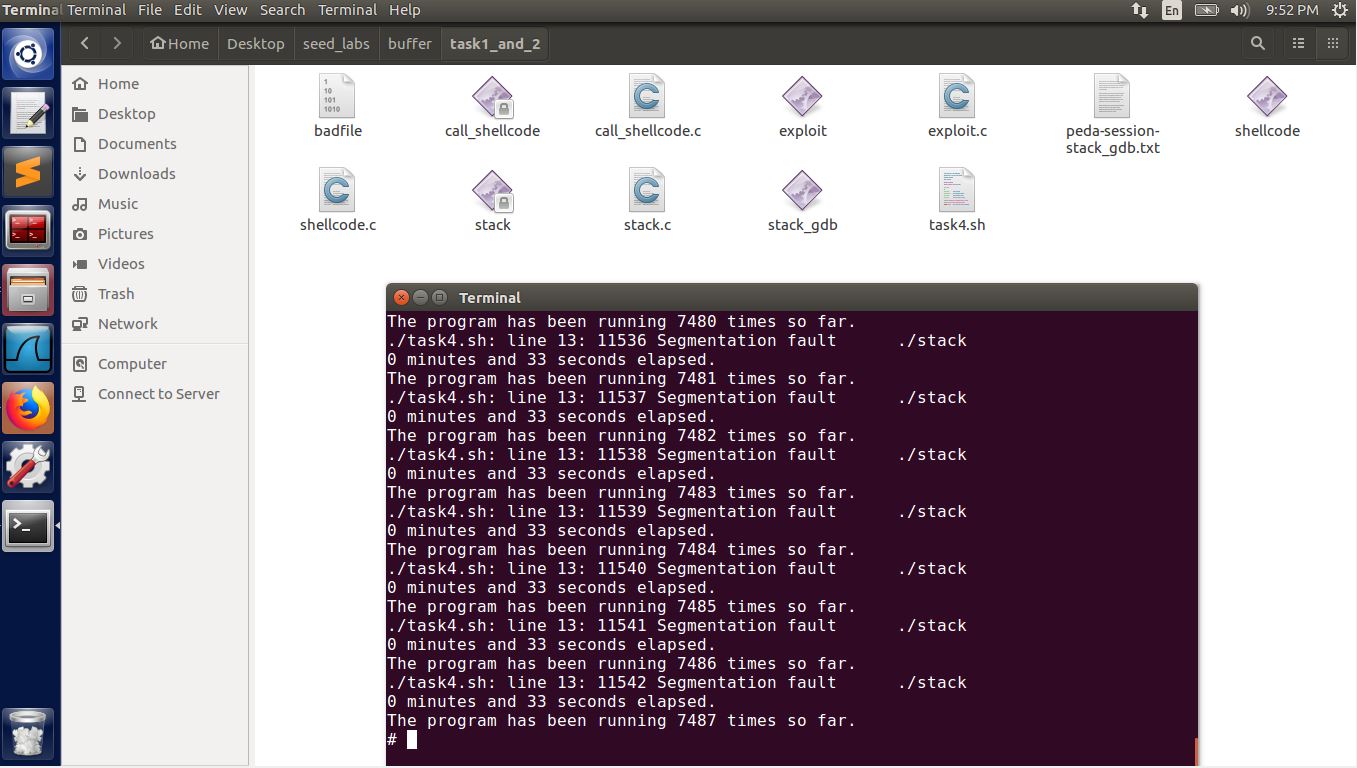 Terminal Terminal File Edit View Search Terminal Help En 9:52 PM
Home Desktop seed_labs buffer task1_and_2
Home
Desktop
Documents
Downloads
Music
Pictures
Videos
Trash
Network
Computer
Connect to Server
1
10
101
1010
badfile call_shellcode call_shellcode.c exploit exploit.c peda-session- shellcode
stack_gdb.txt
shellcode.c stack stack.c stack_gdb task4.sh
Terminal
The program has been running 7480 times so far.
./task4.sh: line 13: 11536 Segmentation fault      ./stack
0 minutes and 33 seconds elapsed.
The program has been running 7481 times so far.
./task4.sh: line 13: 11537 Segmentation fault      ./stack
0 minutes and 33 seconds elapsed.
The program has been running 7482 times so far.
./task4.sh: line 13: 11538 Segmentation fault      ./stack
0 minutes and 33 seconds elapsed.
The program has been running 7483 times so far.
./task4.sh: line 13: 11539 Segmentation fault      ./stack
0 minutes and 33 seconds elapsed.
The program has been running 7484 times so far.
./task4.sh: line 13: 11540 Segmentation fault      ./stack
0 minutes and 33 seconds elapsed.
The program has been running 7485 times so far.
./task4.sh: line 13: 11541 Segmentation fault      ./stack
0 minutes and 33 seconds elapsed.
The program has been running 7486 times so far.
./task4.sh: line 13: 11542 Segmentation fault      ./stack
0 minutes and 33 seconds elapsed.
The program has been running 7487 times so far.
#